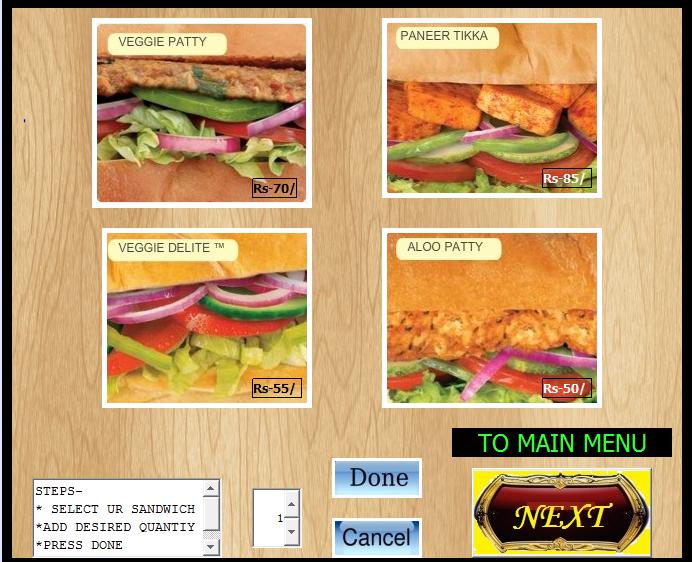 VEGGIE PATTY
Rs-70/
PANEER TIKKA
Rs-85/
VEGGIE DELITE ™
Rs-55/
ALOO PATTY
Rs-50/
TO MAIN MENU
STEPS-
* SELECT UR SANDWICH
*ADD DESIRED QUANTIY
*PRESS DONE
1
Done
Cancel
NEXT